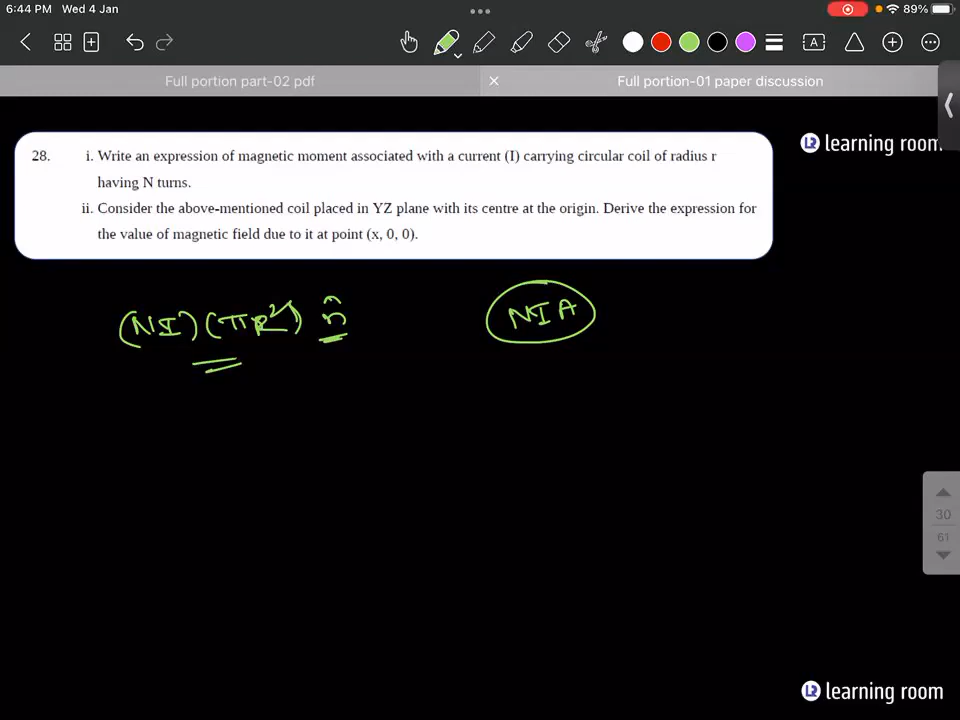 6:44 PM Wed 4 Jan
89%
Full portion part-02 pdf
Full portion-01 paper discussion
learning room
28. i. Write an expression of magnetic moment associated with a current (I) carrying circular coil of radius r
having N turns.
ii. Consider the above-mentioned coil placed in YZ plane with its centre at the origin. Derive the expression for
the value of magnetic field due to it at point (x, 0, 0).
(NI)(πR²) n̂
NIA
30
61
learning room